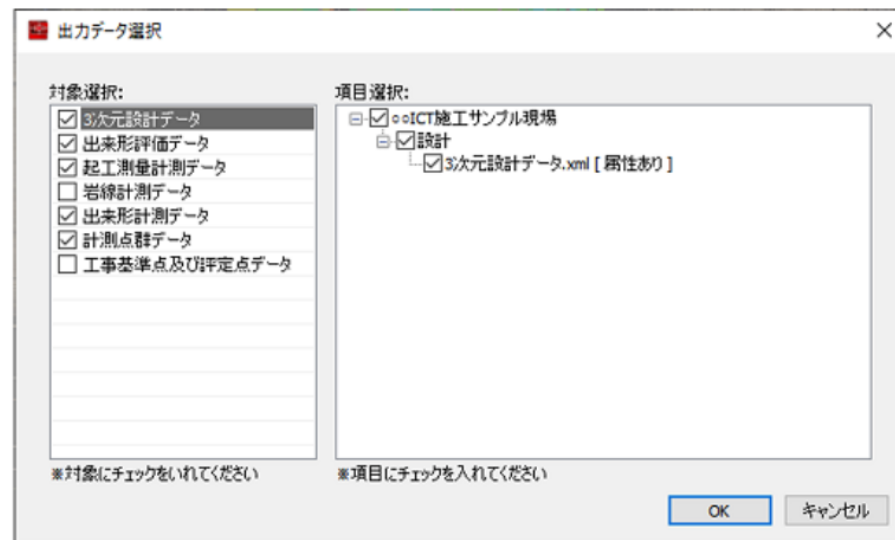 出力データ選択
対象選択:
3次元設計データ
出来形評価データ
起工測量計測データ
岩線計測データ
出来形計測データ
計測点群データ
工事基準点及び評定点データ
※対象にチェックをいれてください
項目選択:
○○ICT施工サンプル現場
設計
3次元設計データ.xml [ 属性あり ]
※項目にチェックを入れてください
OK
キャンセル